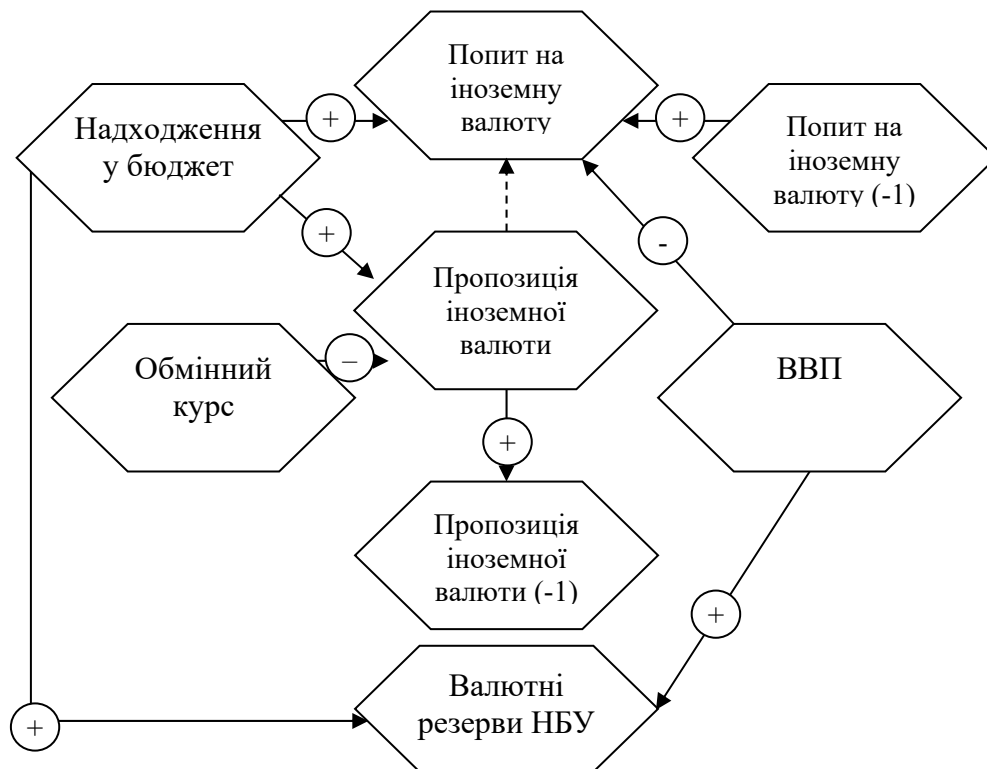 Попит на
іноземну
валюту
Надходження
у бюджет
+
+
Попит на
іноземну
валюту (-1)
+
-
Пропозиція
іноземної
валюти
Обмінний
курс
–
ВВП
+
Пропозиція
іноземної
валюти (-1)
+
Валютні
резерви НБУ
+